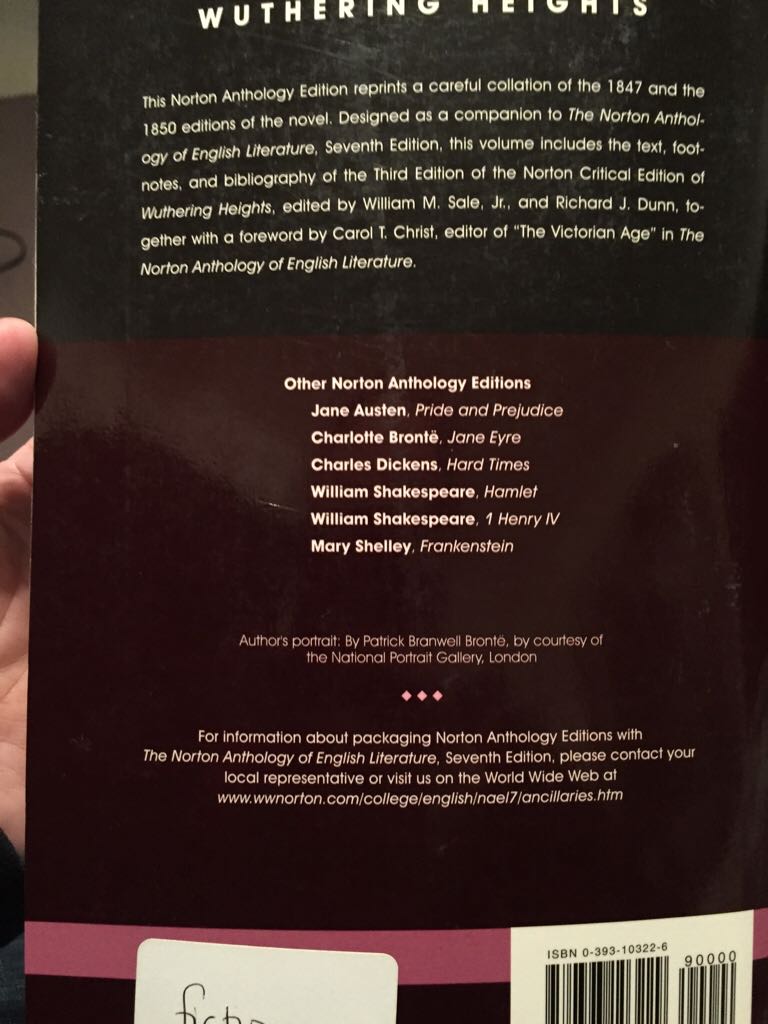 WUTHERING HEIGHTS
This Norton Anthology Edition reprints a careful collation of the 1847 and the
1850 editions of the novel. Designed as a companion to The Norton Anthol-
ogy of English Literature, Seventh Edition, this volume includes the text, foot-
notes, and bibliography of the Third Edition of the Norton Critical Edition of
Wuthering Heights, edited by William M. Sale, Jr., and Richard J. Dunn, to-
gether with a foreword by Carol T. Christ, editor of "The Victorian Age" in The
Norton Anthology of English Literature.
Other Norton Anthology Editions
Jane Austen, Pride and Prejudice
Charlotte Brontë, Jane Eyre
Charles Dickens, Hard Times
William Shakespeare, Hamlet
William Shakespeare, 1 Henry IV
Mary Shelley, Frankenstein
Author's portrait: By Patrick Branwell Brontë, by courtesy of
the National Portrait Gallery, London
For information about packaging Norton Anthology Editions with
The Norton Anthology of English Literature, Seventh Edition, please contact your
local representative or visit us on the World Wide Web at
www.wwnorton.com/college/english/nael7/ancillaries.htm
ISBN 0-393-10322-6
90000